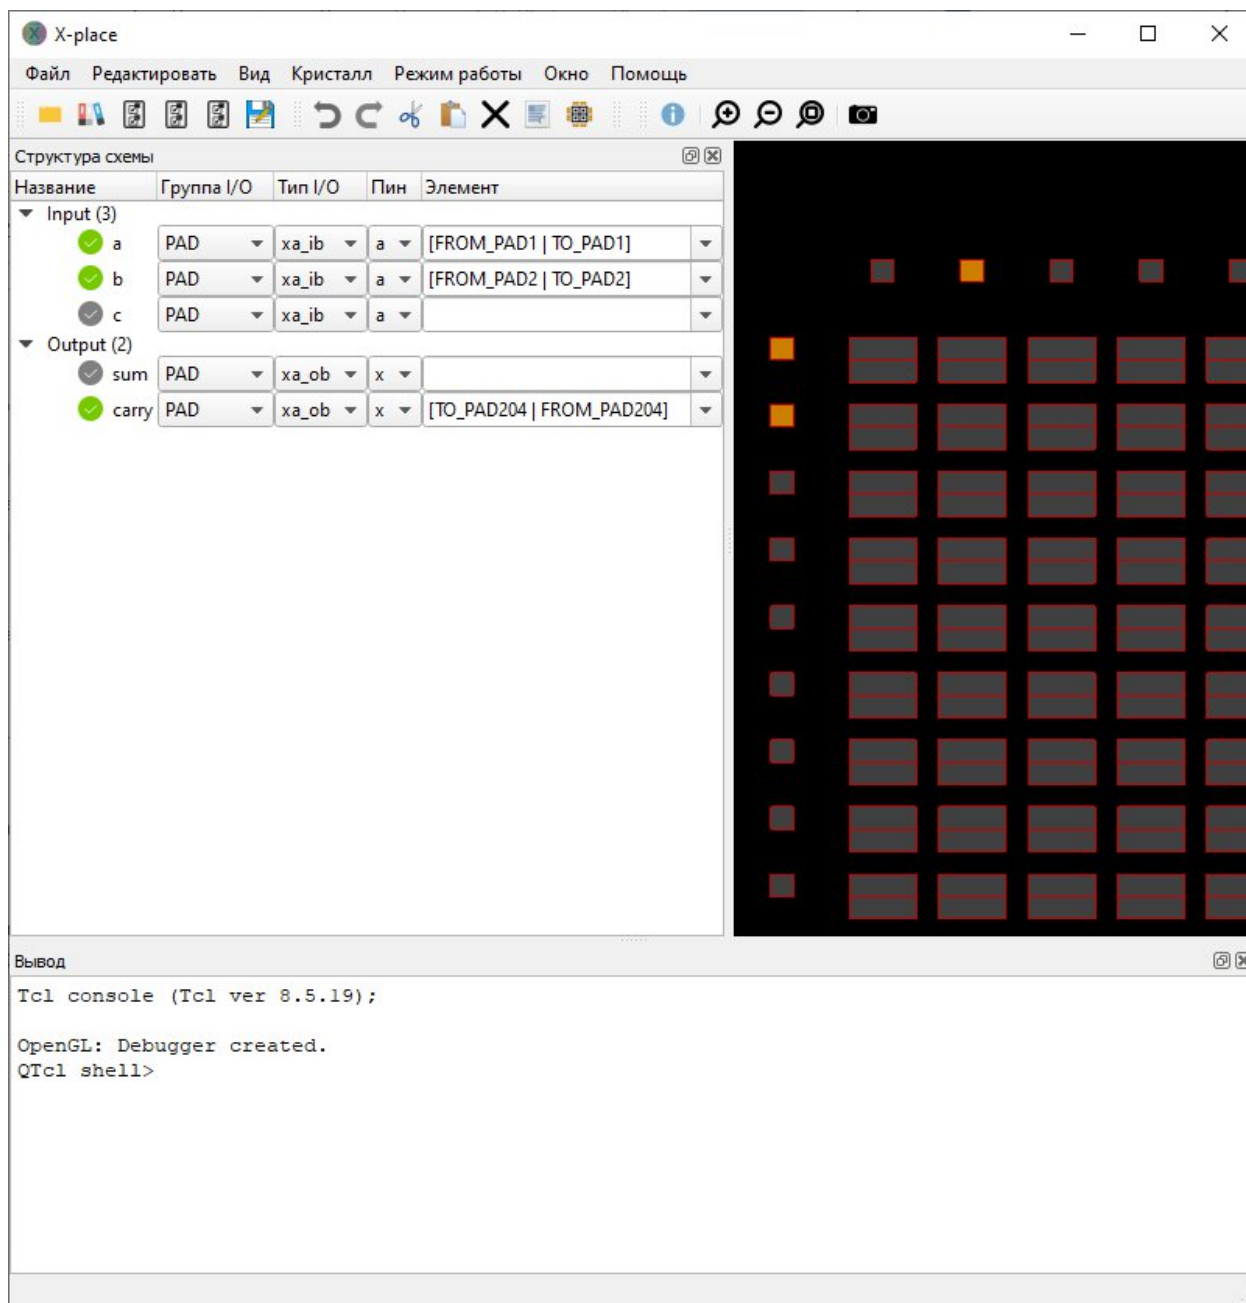 X-place
Файл Редактировать Вид Кристалл Режим работы Окно Помощь
Структура схемы
Название Группа I/O Тип I/O Пин Элемент
Input (3)
a PAD xa_ib a [FROM_PAD1 | TO_PAD1]
b PAD xa_ib a [FROM_PAD2 | TO_PAD2]
c PAD xa_ib a
Output (2)
sum PAD xa_ob x
carry PAD xa_ob x [TO_PAD204 | FROM_PAD204]
Вывод
Tcl console (Tcl ver 8.5.19);
OpenGL: Debugger created.
QTcl shell>